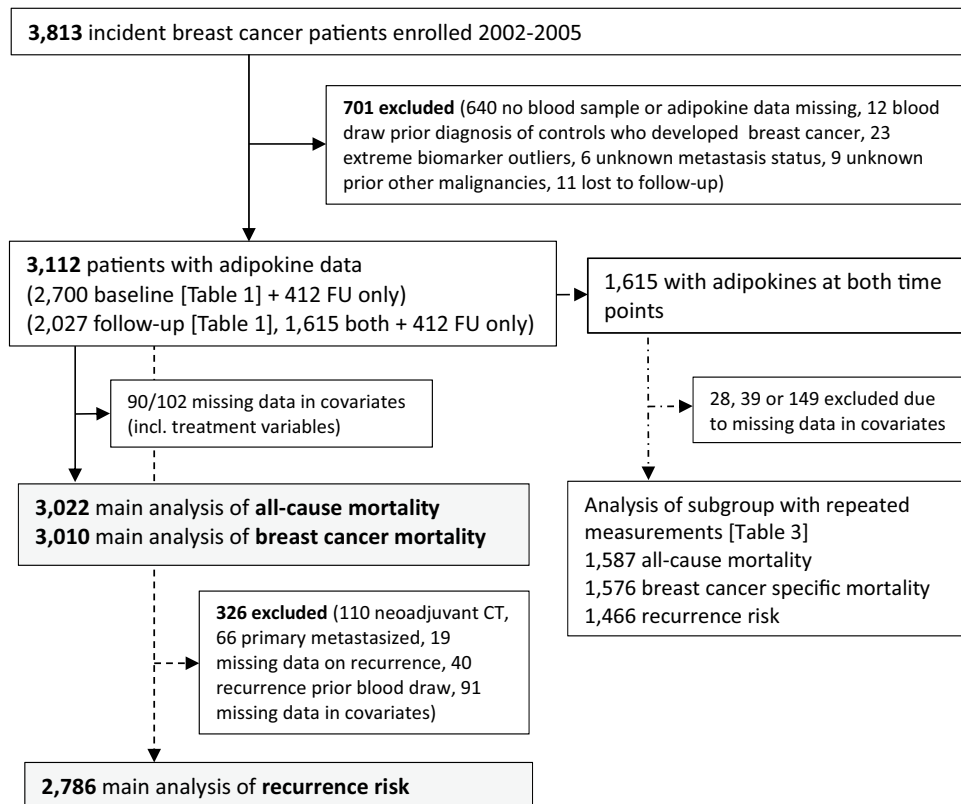 3,813 incident breast cancer patients enrolled 2002-2005
701 excluded (640 no blood sample or adipokine data missing, 12 blood
draw prior diagnosis of controls who developed breast cancer, 23
extreme biomarker outliers, 6 unknown metastasis status, 9 unknown
prior other malignancies, 11 lost to follow-up)
3,112 patients with adipokine data
(2,700 baseline [Table 1] + 412 FU only)
(2,027 follow-up [Table 1], 1,615 both + 412 FU only)
1,615 with adipokines at both time
points
90/102 missing data in covariates
(incl. treatment variables)
28, 39 or 149 excluded due
to missing data in covariates
3,022 main analysis of all-cause mortality
3,010 main analysis of breast cancer mortality
Analysis of subgroup with repeated
measurements [Table 3]
1,587 all-cause mortality
1,576 breast cancer specific mortality
1,466 recurrence risk
326 excluded (110 neoadjuvant CT,
66 primary metastasized, 19
missing data on recurrence, 40
recurrence prior blood draw, 91
missing data in covariates)
2,786 main analysis of recurrence risk